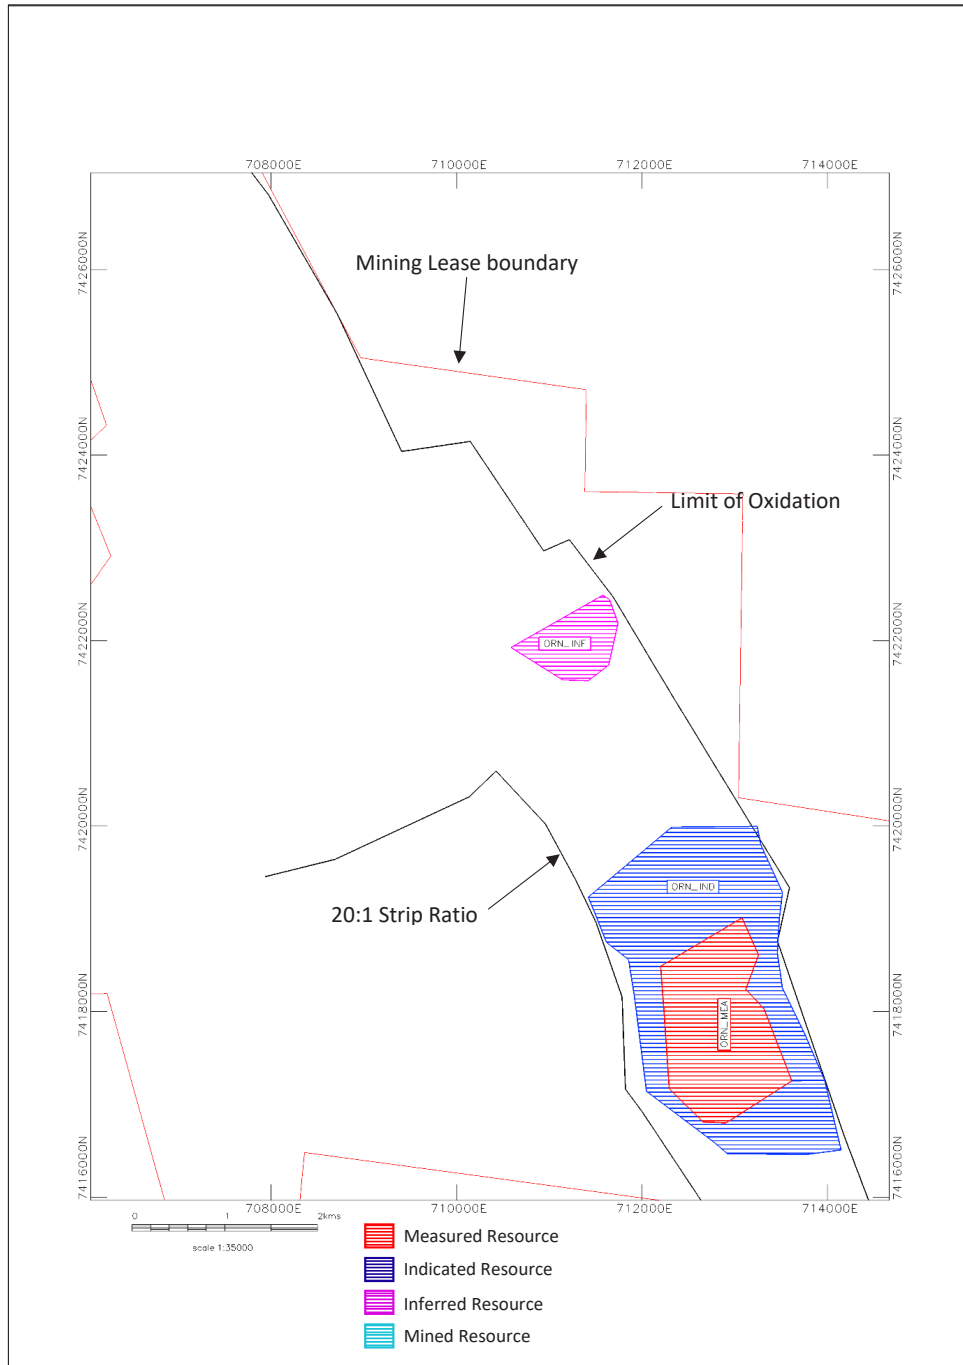 708000E 710000E 712000E 714000E
7426000N 7426000N
Mining Lease boundary
7424000N 7424000N
Limit of Oxidation
7422000N 7422000N
ORN_INF
7420000N 7420000N
ORN_IND
20:1 Strip Ratio
7418000N 7418000N
ORN_MEA
7416000N 7416000N
708000E 710000E 712000E 714000E
0 1 2kms
scale 1:35000
Measured Resource
Indicated Resource
Inferred Resource
Mined Resource